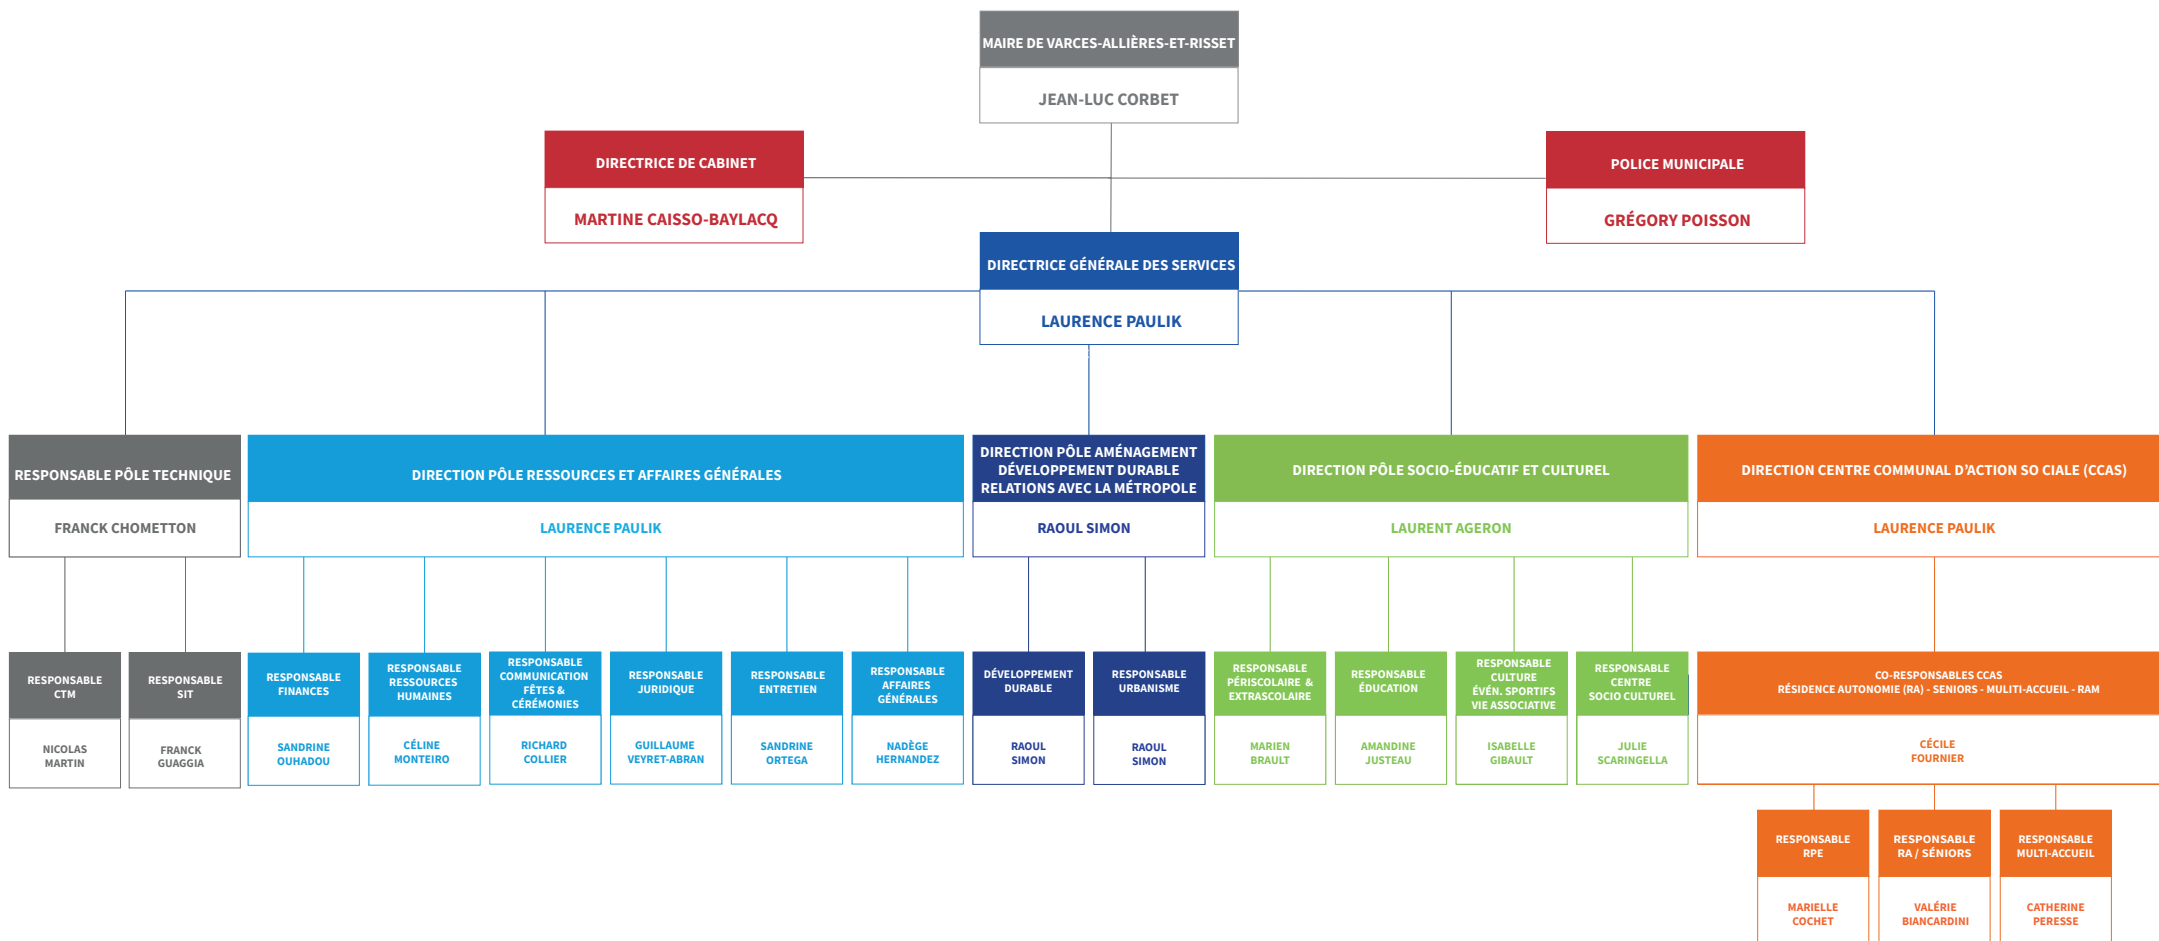 MAIRE DE VARCES-ALLIÈRES-ET-RISSET
JEAN-LUC CORBET
DIRECTRICE DE CABINET
MARTINE CAISSO-BAYLACQ
POLICE MUNICIPALE
GRÉGORY POISSON
DIRECTRICE GÉNÉRALE DES SERVICES
LAURENCE PAULIK
RESPONSABLE PÔLE TECHNIQUE
FRANCK CHOMETTON
DIRECTION PÔLE RESSOURCES ET AFFAIRES GÉNÉRALES
LAURENCE PAULIK
DIRECTION PÔLE AMÉNAGEMENT
DÉVELOPPEMENT DURABLE
RELATIONS AVEC LA MÉTROPOLE
RAOUL SIMON
DIRECTION PÔLE SOCIO-ÉDUCATIF ET CULTUREL
LAURENT AGERON
DIRECTION CENTRE COMMUNAL D’ACTION SO CIALE (CCAS)
LAURENCE PAULIK
RESPONSABLE
CTM
NICOLAS
MARTIN
RESPONSABLE
SIT
FRANCK
GUAGGIA
RESPONSABLE
FINANCES
SANDRINE
OUHADOU
RESPONSABLE
RESSOURCES
HUMAINES
CÉLINE
MONTEIRO
RESPONSABLE
COMMUNICATION
FÊTES &
CÉRÉMONIES
RICHARD
COLLIER
RESPONSABLE
JURIDIQUE
GUILLAUME
VEYRET-ABRAN
RESPONSABLE
ENTRETIEN
SANDRINE
ORTEGA
RESPONSABLE
AFFAIRES
GÉNÉRALES
NADÈGE
HERNANDEZ
DÉVELOPPEMENT
DURABLE
RAOUL
SIMON
RESPONSABLE
URBANISME
RAOUL
SIMON
RESPONSABLE
PÉRISCOLAIRE &
EXTRASCOLAIRE
MARIEN
BRAULT
RESPONSABLE
ÉDUCATION
AMANDINE
JUSTEAU
RESPONSABLE
CULTURE
ÉVÉN. SPORTIFS
VIE ASSOCIATIVE
ISABELLE
GIBAULT
RESPONSABLE
CENTRE
SOCIO CULTUREL
JULIE
SCARINGELLA
CO-RESPONSABLES CCAS
RÉSIDENCE AUTONOMIE (RA) - SENIORS - MULITI-ACCUEIL - RAM
CÉCILE
FOURNIER
RESPONSABLE
RPE
MARIELLE
COCHET
RESPONSABLE
RA / SÉNIORS
VALÉRIE
BIANCARDINI
RESPONSABLE
MULTI-ACCUEIL
CATHERINE
PERESSE